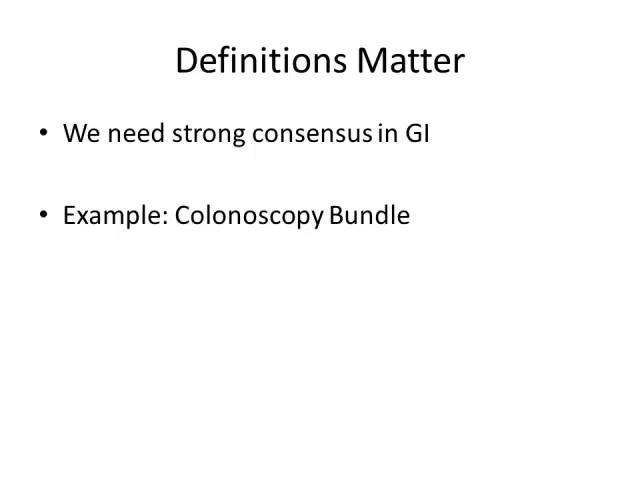 Definitions Matter
• We need strong consensus in GI
• Example: Colonoscopy Bundle